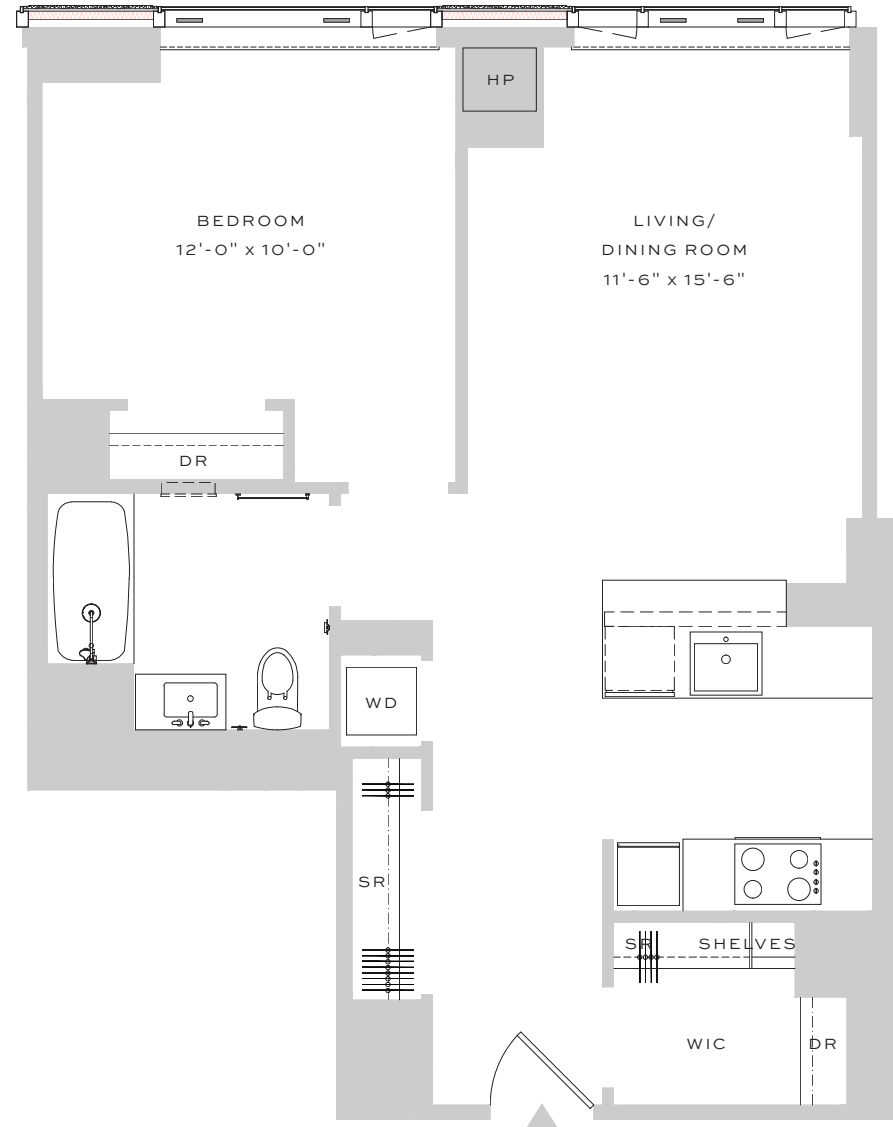 HP
BEDROOM
12'-0" x 10'-0"
LIVING/
DINING ROOM
11'-6" x 15'-6"
DR
WD
SR
SR SHELVES
WIC
DR